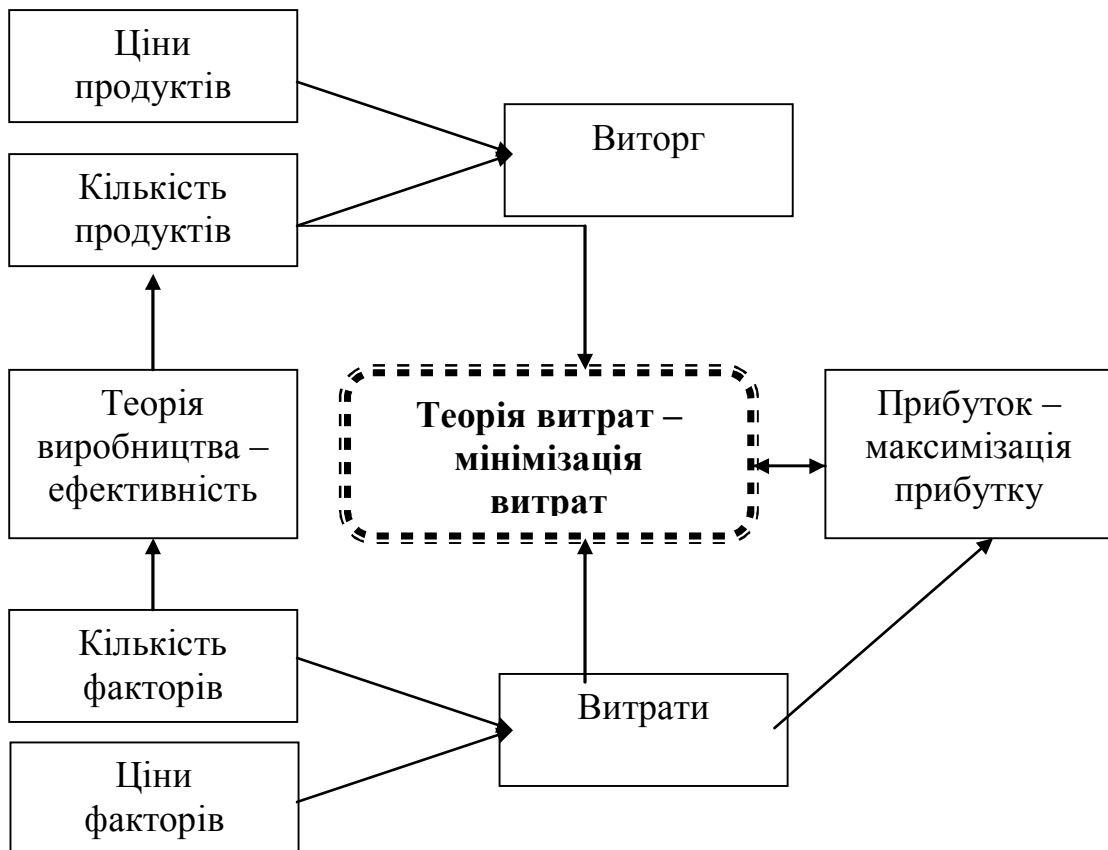 Ціни
продуктів
Виторг
Кількість
продуктів
Теорія
виробництва –
ефективність
Теорія витрат –
мінімізація
витрат
Прибуток –
максимізація
прибутку
Кількість
факторів
Витрати
Ціни
факторів